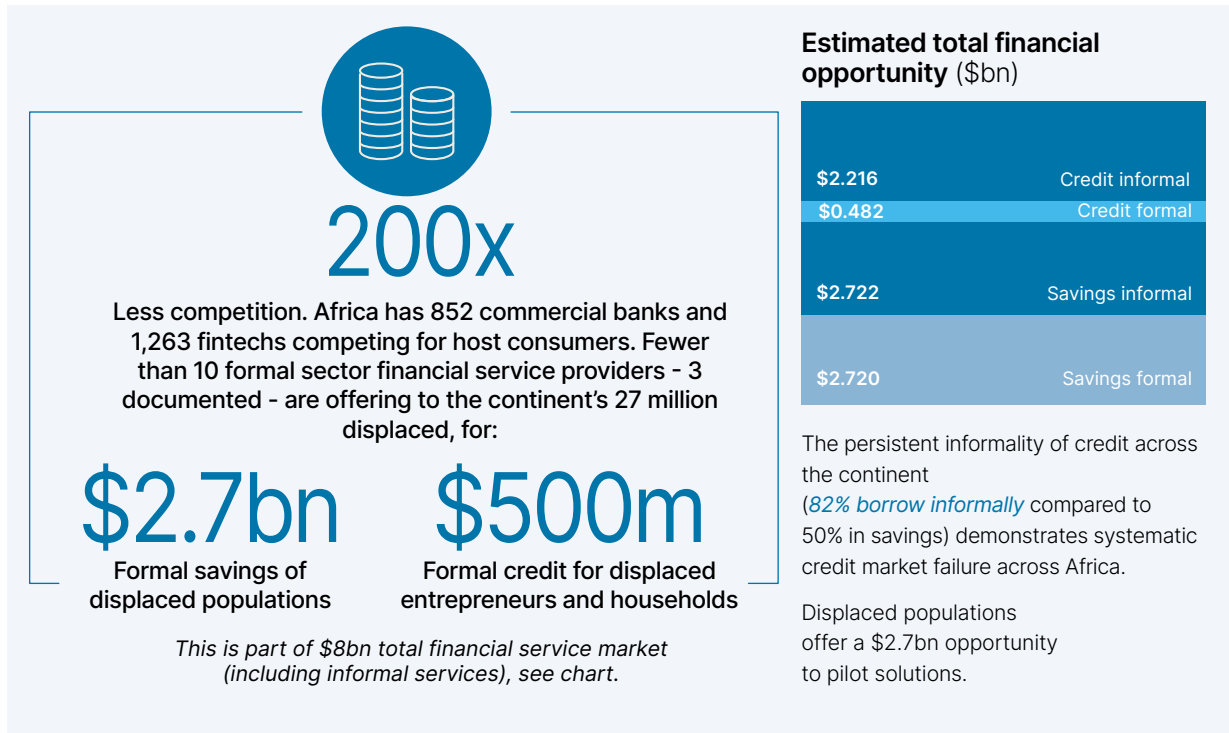 200x
Less competition. Africa has 852 commercial banks and
1,263 fintechs competing for host consumers. Fewer
than 10 formal sector financial service providers - 3
documented - are offering to the continent's 27 million
displaced, for:
$2.7bn
Formal savings of
displaced populations
$500m
Formal credit for displaced
entrepreneurs and households
This is part of $8bn total financial service market
(including informal services), see chart.
Estimated total financial
opportunity ($bn)
$2.216 Credit informal
$0.482 Credit formal
$2.722 Savings informal
$2.720 Savings formal
The persistent informality of credit across
the continent
(82% borrow informally compared to
50% in savings) demonstrates systematic
credit market failure across Africa.
Displaced populations
offer a $2.7bn opportunity
to pilot solutions.